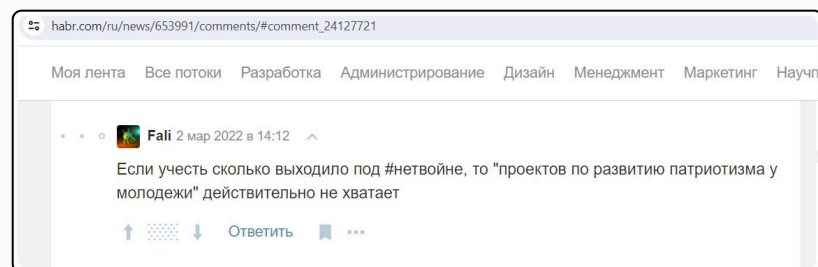 habr.com/ru/news/653991/comments/#comment_24127721
Моя лента Все потоки Разработка Администрирование Дизайн Менеджмент Маркетинг Научп
Fali 2 мар 2022 в 14:12
Если учесть сколько выходило под #нетвойне, то "проектов по развитию патриотизма у
молодежи" действительно не хватает
Ответить